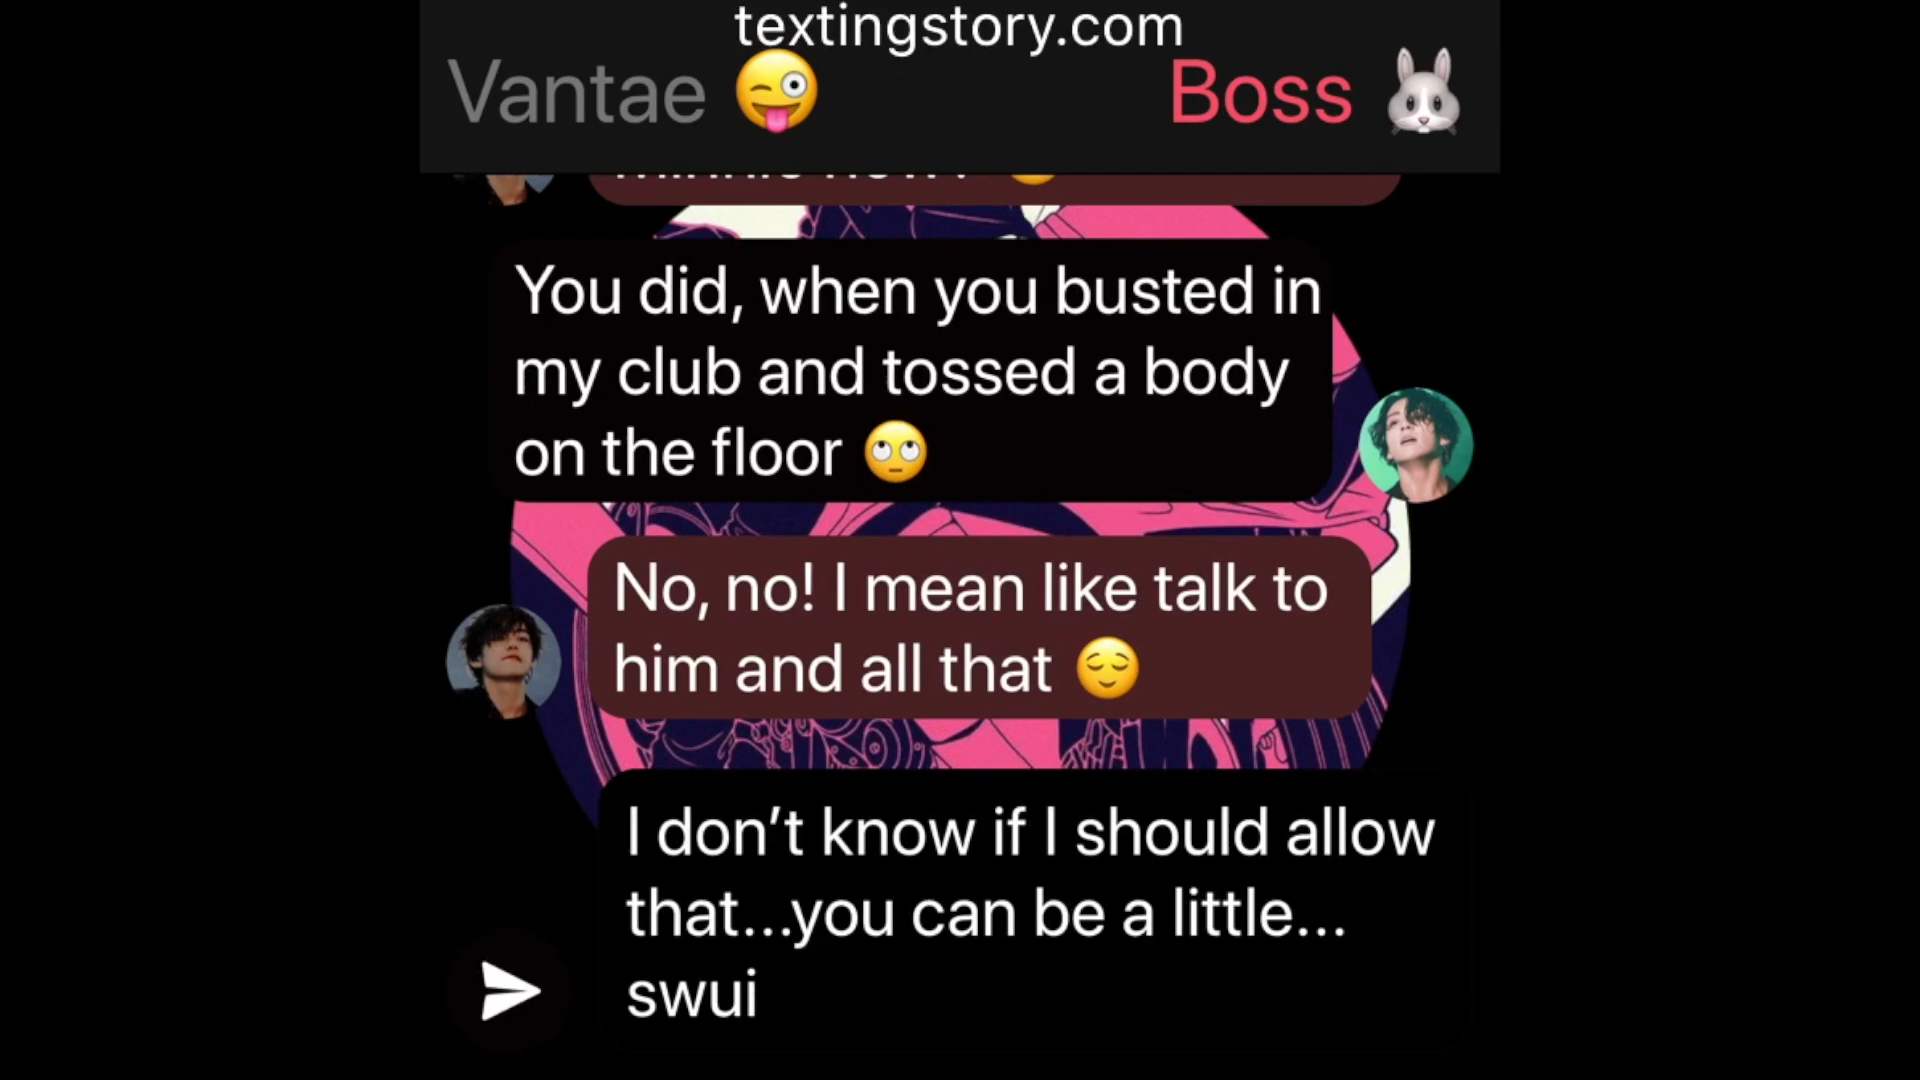 textingstory.com
Vantae 😜 Boss 🐰
You did, when you busted in
my club and tossed a body
on the floor 🙄
No, no! I mean like talk to
him and all that 😌
I don’t know if I should allow
that...you can be a little...
swui